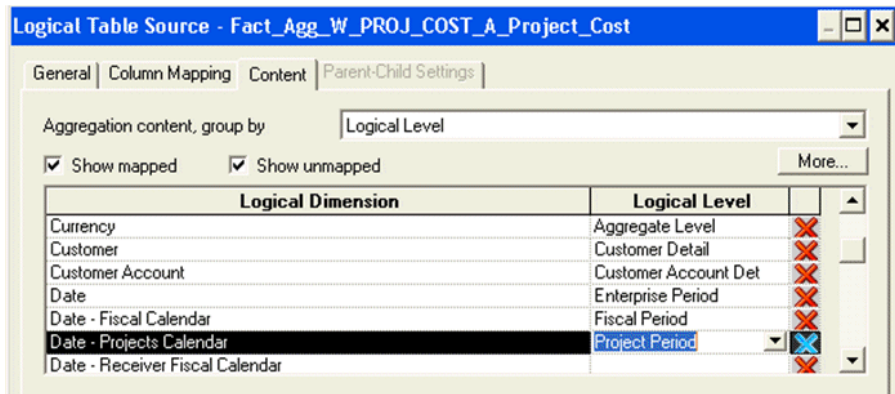 Logical Table Source - Fact_Agg_W_PROJ_COST_A_Project_Cost
General Column Mapping Content Parent-Child Settings
Aggregation content, group by Logical Level
Show mapped Show unmapped More...
Logical Dimension Logical Level
Currency Aggregate Level
Customer Customer Detail
Customer Account Customer Account Det
Date Enterprise Period
Date - Fiscal Calendar Fiscal Period
Date - Projects Calendar Project Period
Date - Receiver Fiscal Calendar